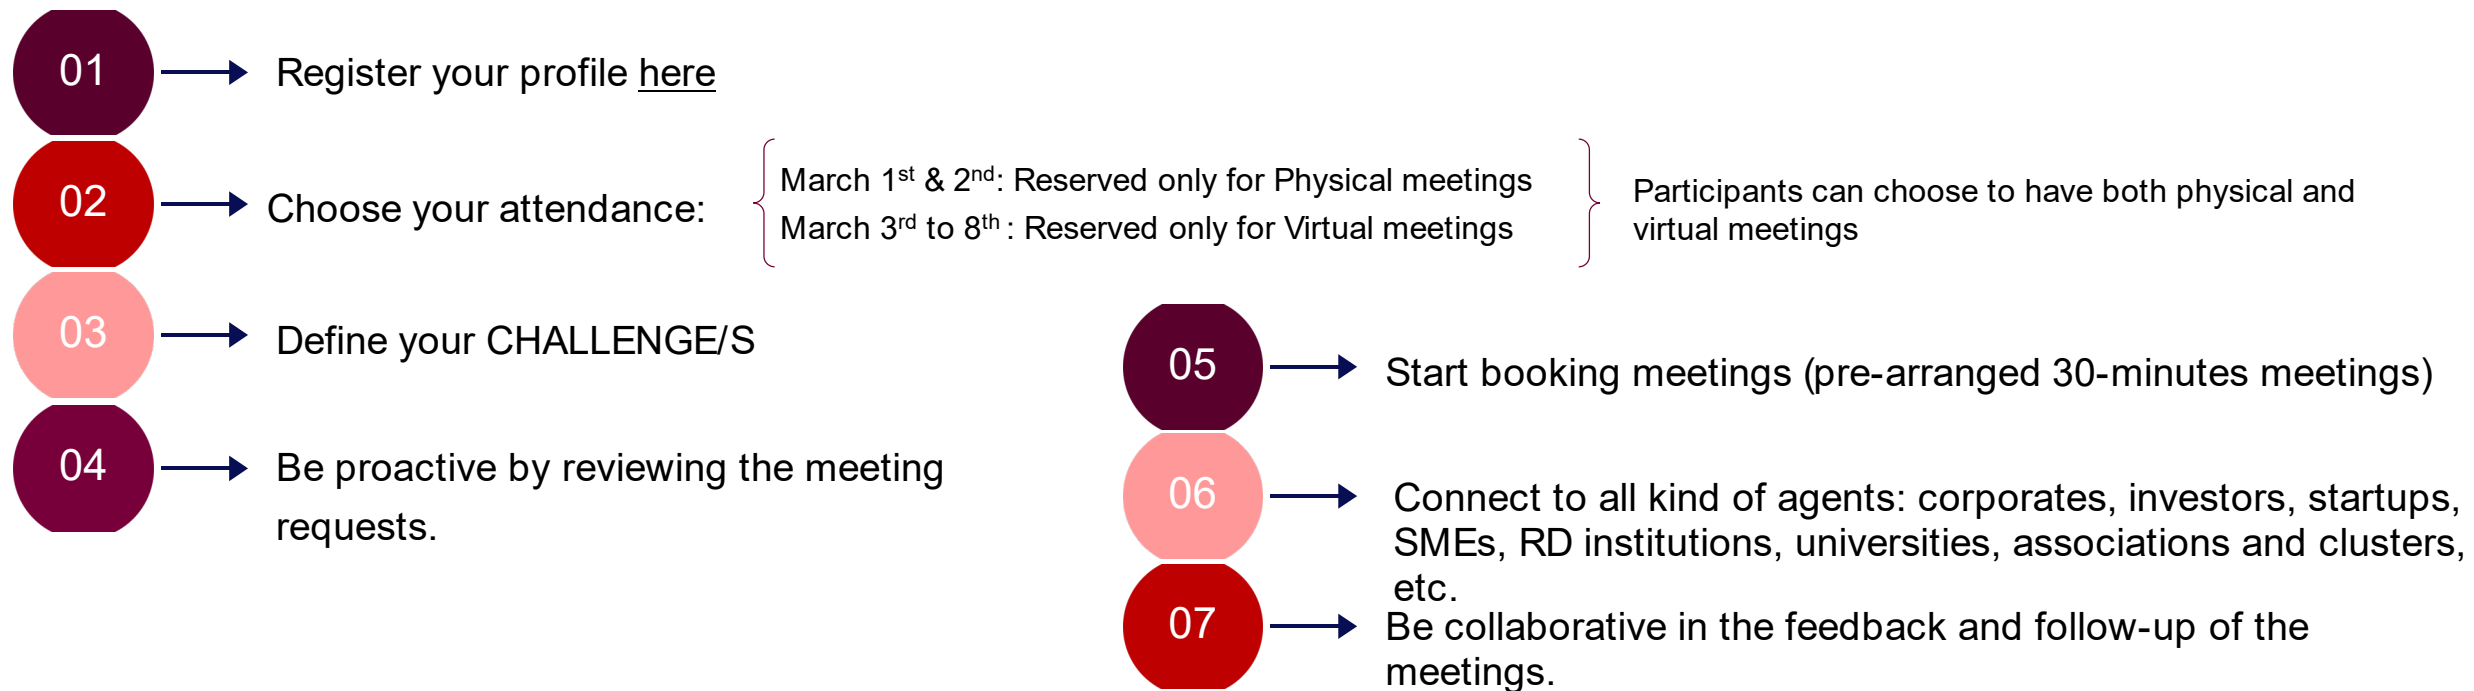 01
Register your profile here
02
Choose your attendance:
March 1st & 2nd: Reserved only for Physical meetings
March 3rd to 8th : Reserved only for Virtual meetings
Participants can choose to have both physical and
virtual meetings
03
Define your CHALLENGE/S
04
Be proactive by reviewing the meeting
requests.
05
Start booking meetings (pre-arranged 30-minutes meetings)
06
Connect to all kind of agents: corporates, investors, startups,
SMEs, RD institutions, universities, associations and clusters,
etc.
07
Be collaborative in the feedback and follow-up of the
meetings.